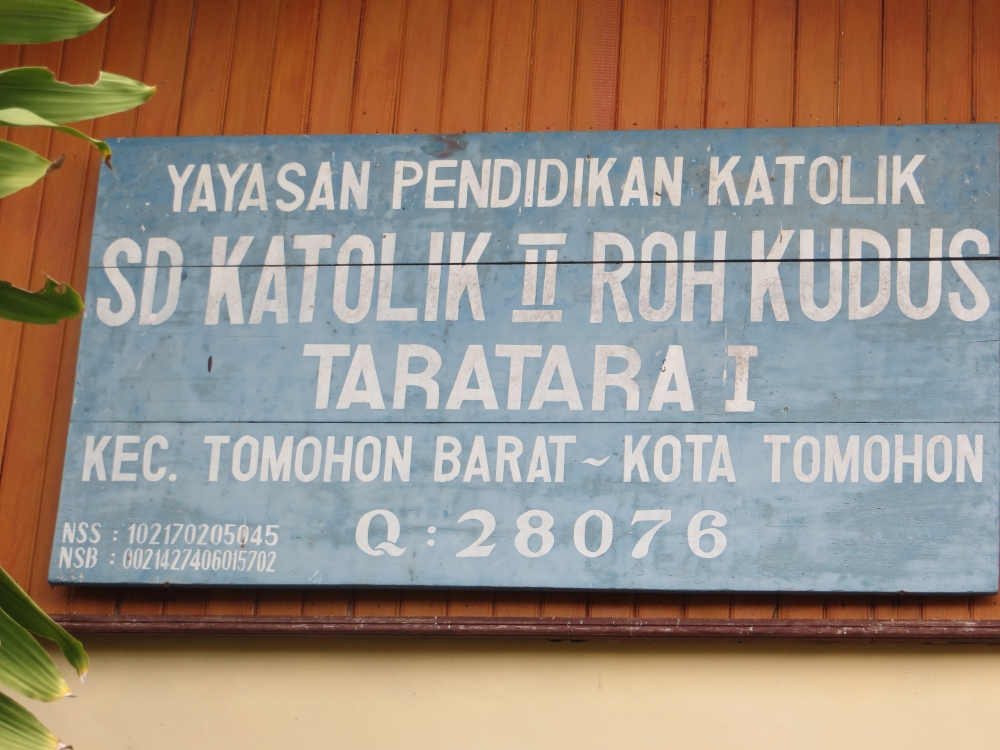 YAYASAN PENDIDIKAN KATOLIK
SD KATOLIK II ROH KUDUS
TARATARA I
KEC. TOMOHON BARAT ~ KOTA TOMOHON
NSS : 102170205045
NSB : 0021427406015702
Q : 28076